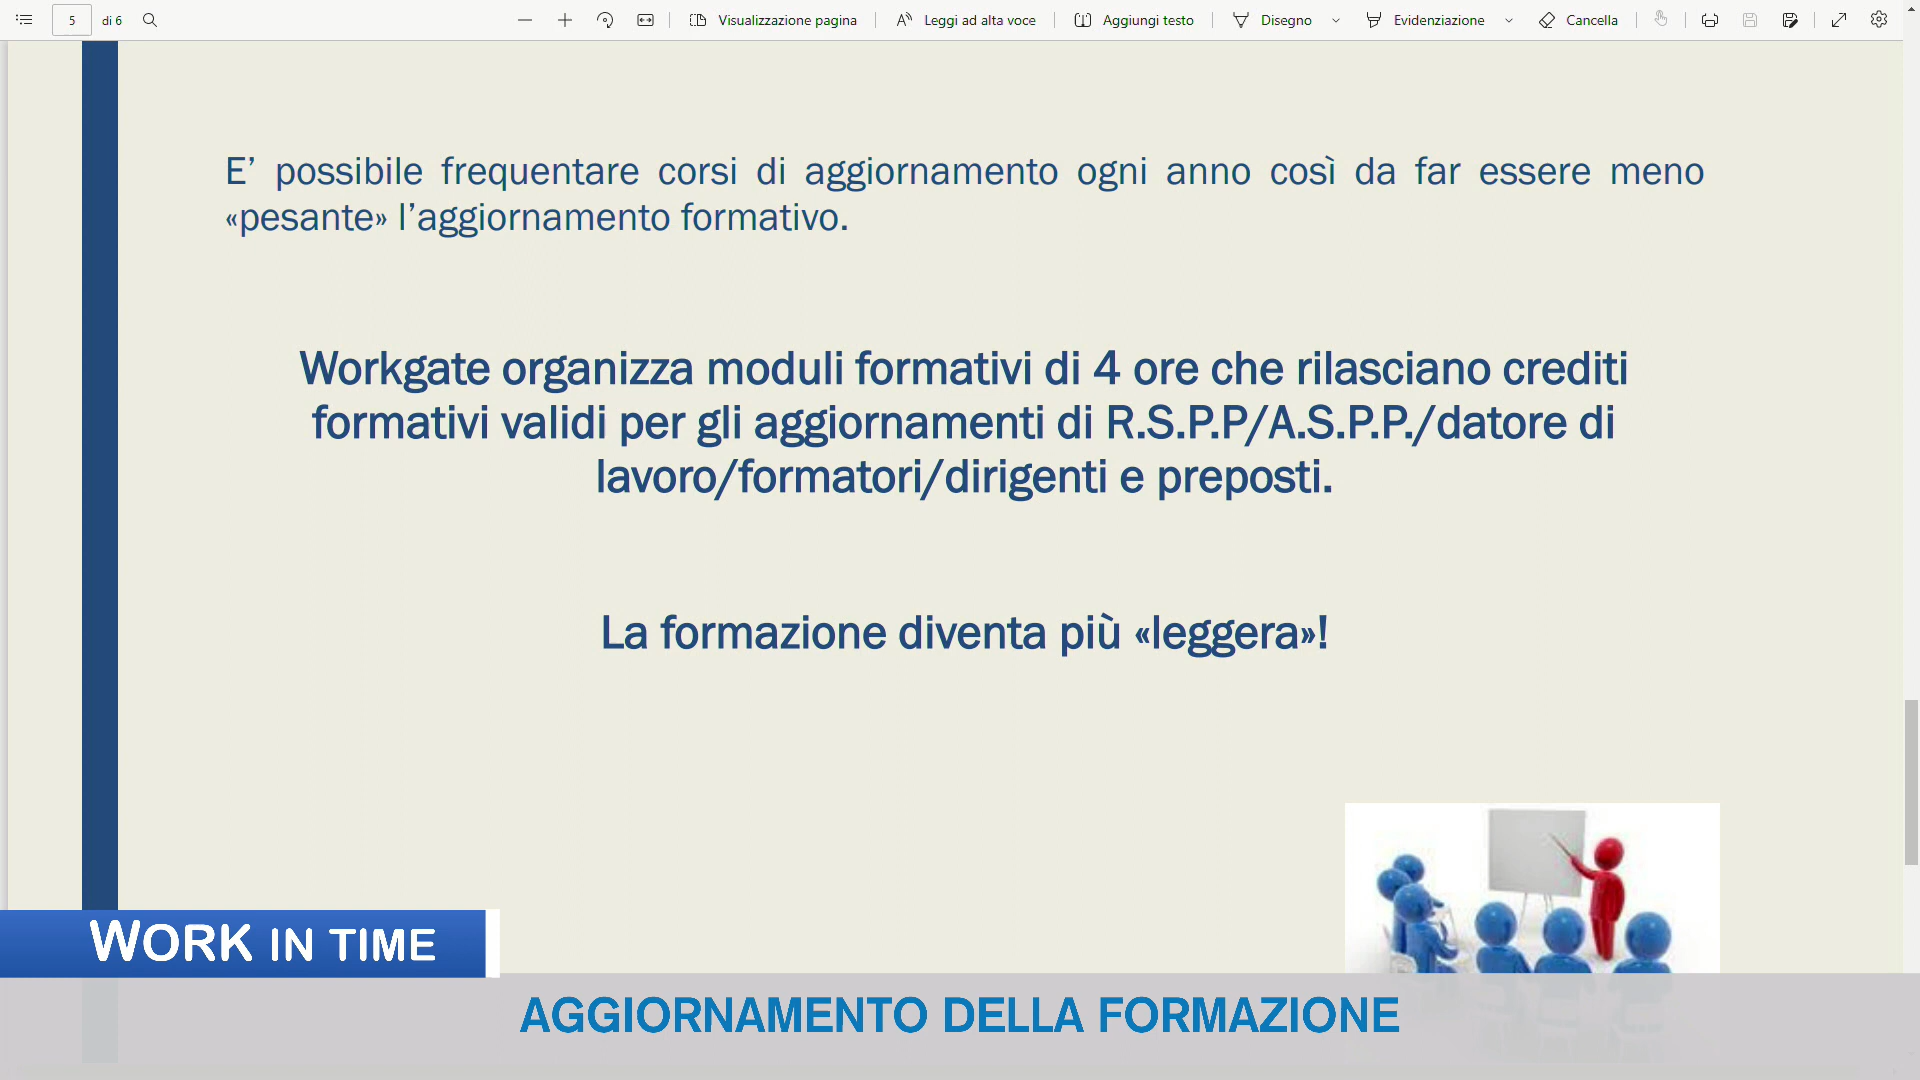 5 di 6 Visualizzazione pagina Leggi ad alta voce Aggiungi testo Disegno Evidenziazione Cancella
E’ possibile frequentare corsi di aggiornamento ogni anno così da far essere meno
«pesante» l’aggiornamento formativo.
Workgate organizza moduli formativi di 4 ore che rilasciano crediti
formativi validi per gli aggiornamenti di R.S.P.P/A.S.P.P./datore di
lavoro/formatori/dirigenti e preposti.
La formazione diventa più «leggera»!
WORK IN TIME
AGGIORNAMENTO DELLA FORMAZIONE